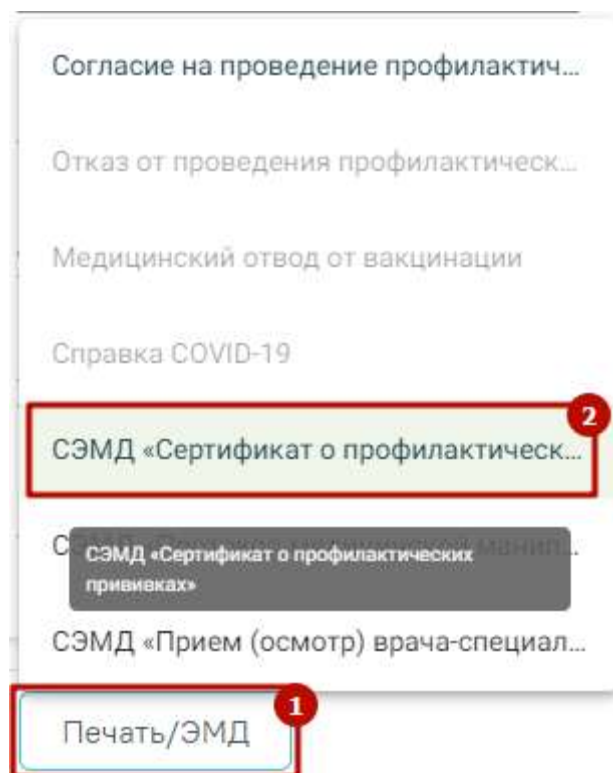 Согласие на проведение профилактич...
Отказ от проведения профилактическ...
Медицинский отвод от вакцинации
Справка COVID-19
2
СЭМД «Сертификат о профилактическ...
СЭМД «Сертификат о профилактических
прививках»
СЭМД «Прием (осмотр) врача-специал...
1
Печать/ЭМД